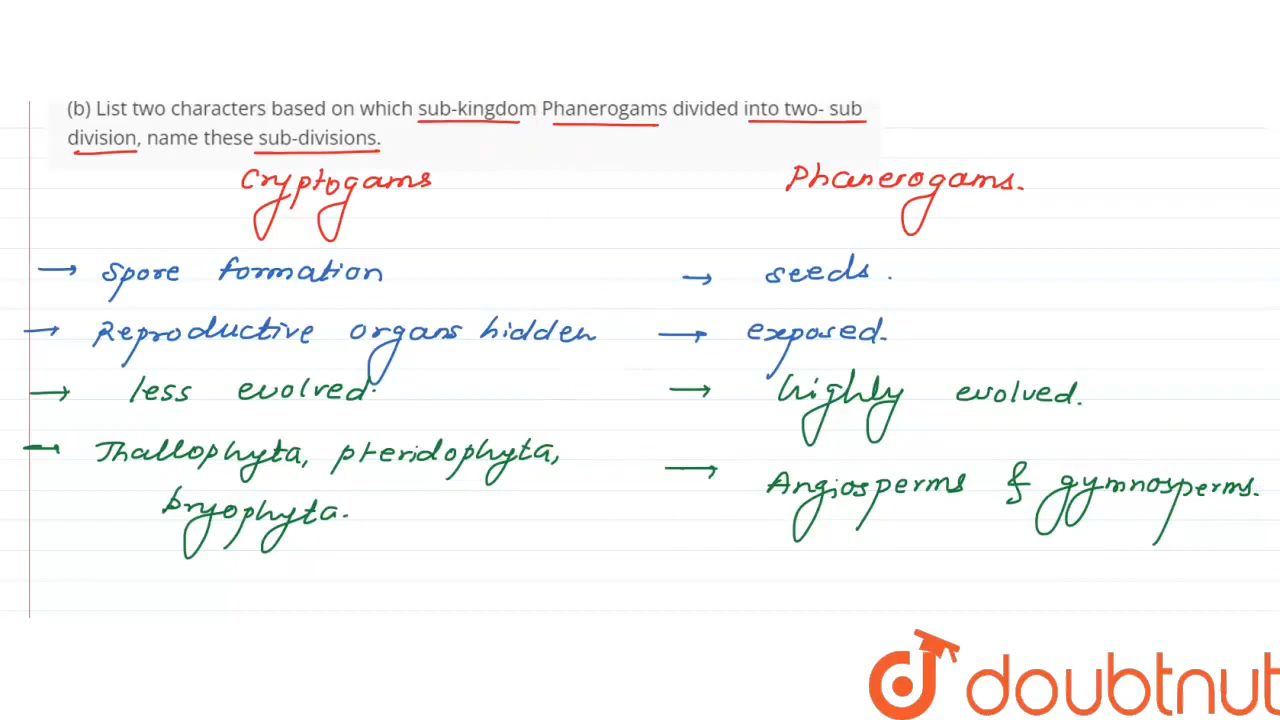 (b) List two characters based on which sub-kingdom Phanerogams divided into two- sub
division, name these sub-divisions.
Cryptogams Phanerogams.
→ Spore formation → seeds.
→ Reproductive organs hidden → exposed.
→ less evolved. → highly evolved.
→ Thallophyta, pteridophyta, → Angiosperms & gymnosperms.
bryophyta.
doubtnut